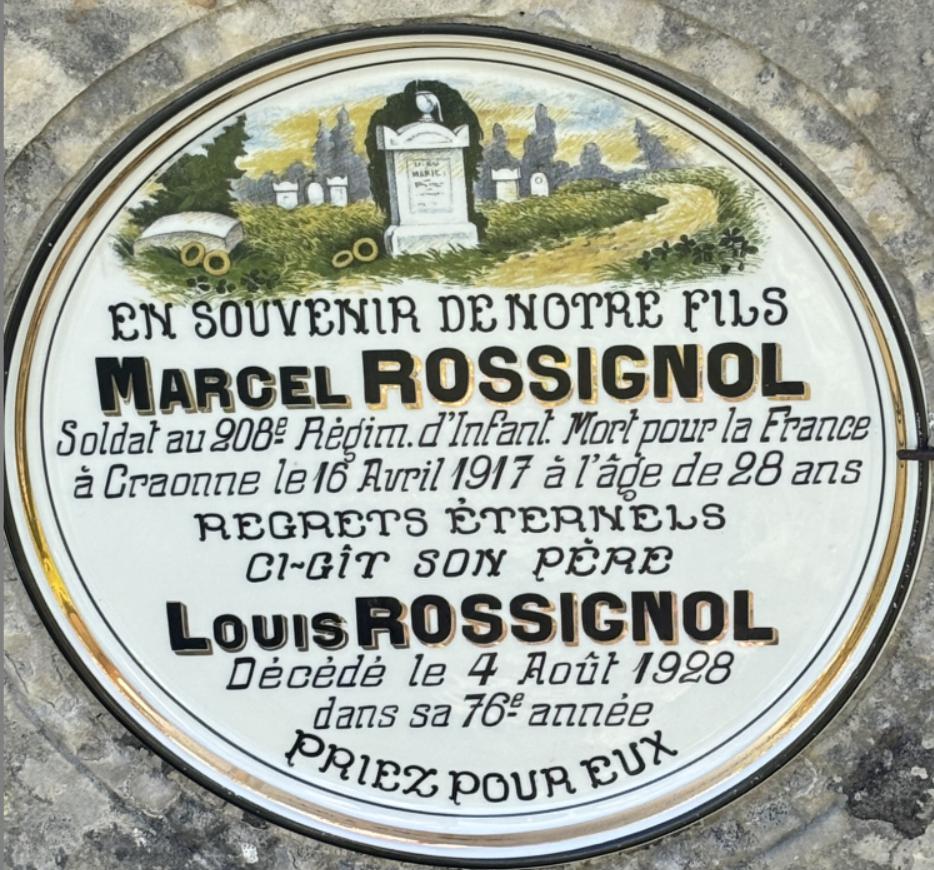 EN SOUVENIR DE NOTRE FILS
MARCEL ROSSIGNOL
Soldat au 208e Régim. d'Infant. Mort pour la France
à Craonne le 16 Avril 1917 à l'âge de 28 ans
REGRETS ÉTERNELS
CI-GÎT SON PÈRE
LOUIS ROSSIGNOL
Décédé le 4 Août 1928
dans sa 76e année
PRIEZ POUR EUX